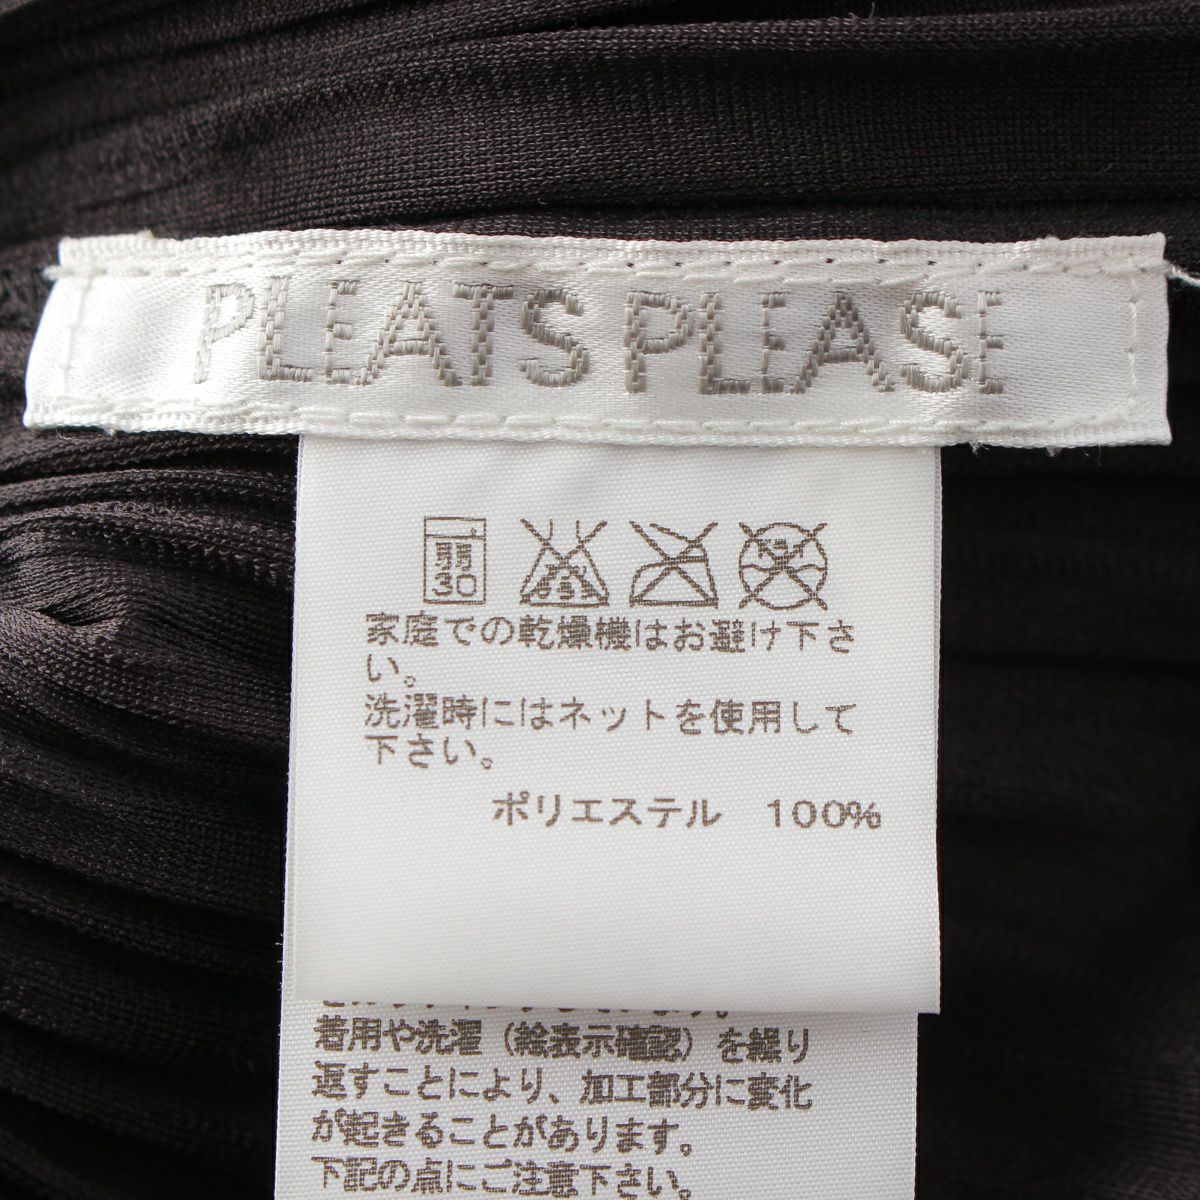 PLEATS PLEASE
弱
30
家庭での乾燥機はお避け下さ
い。
洗濯時にはネットを使用して
下さい。
ポリエステル 100%
着用や洗濯（絵表示確認）を繰り
返すことにより、加工部分に変化
が起きることがあります。
下記の点にご注意下さい。